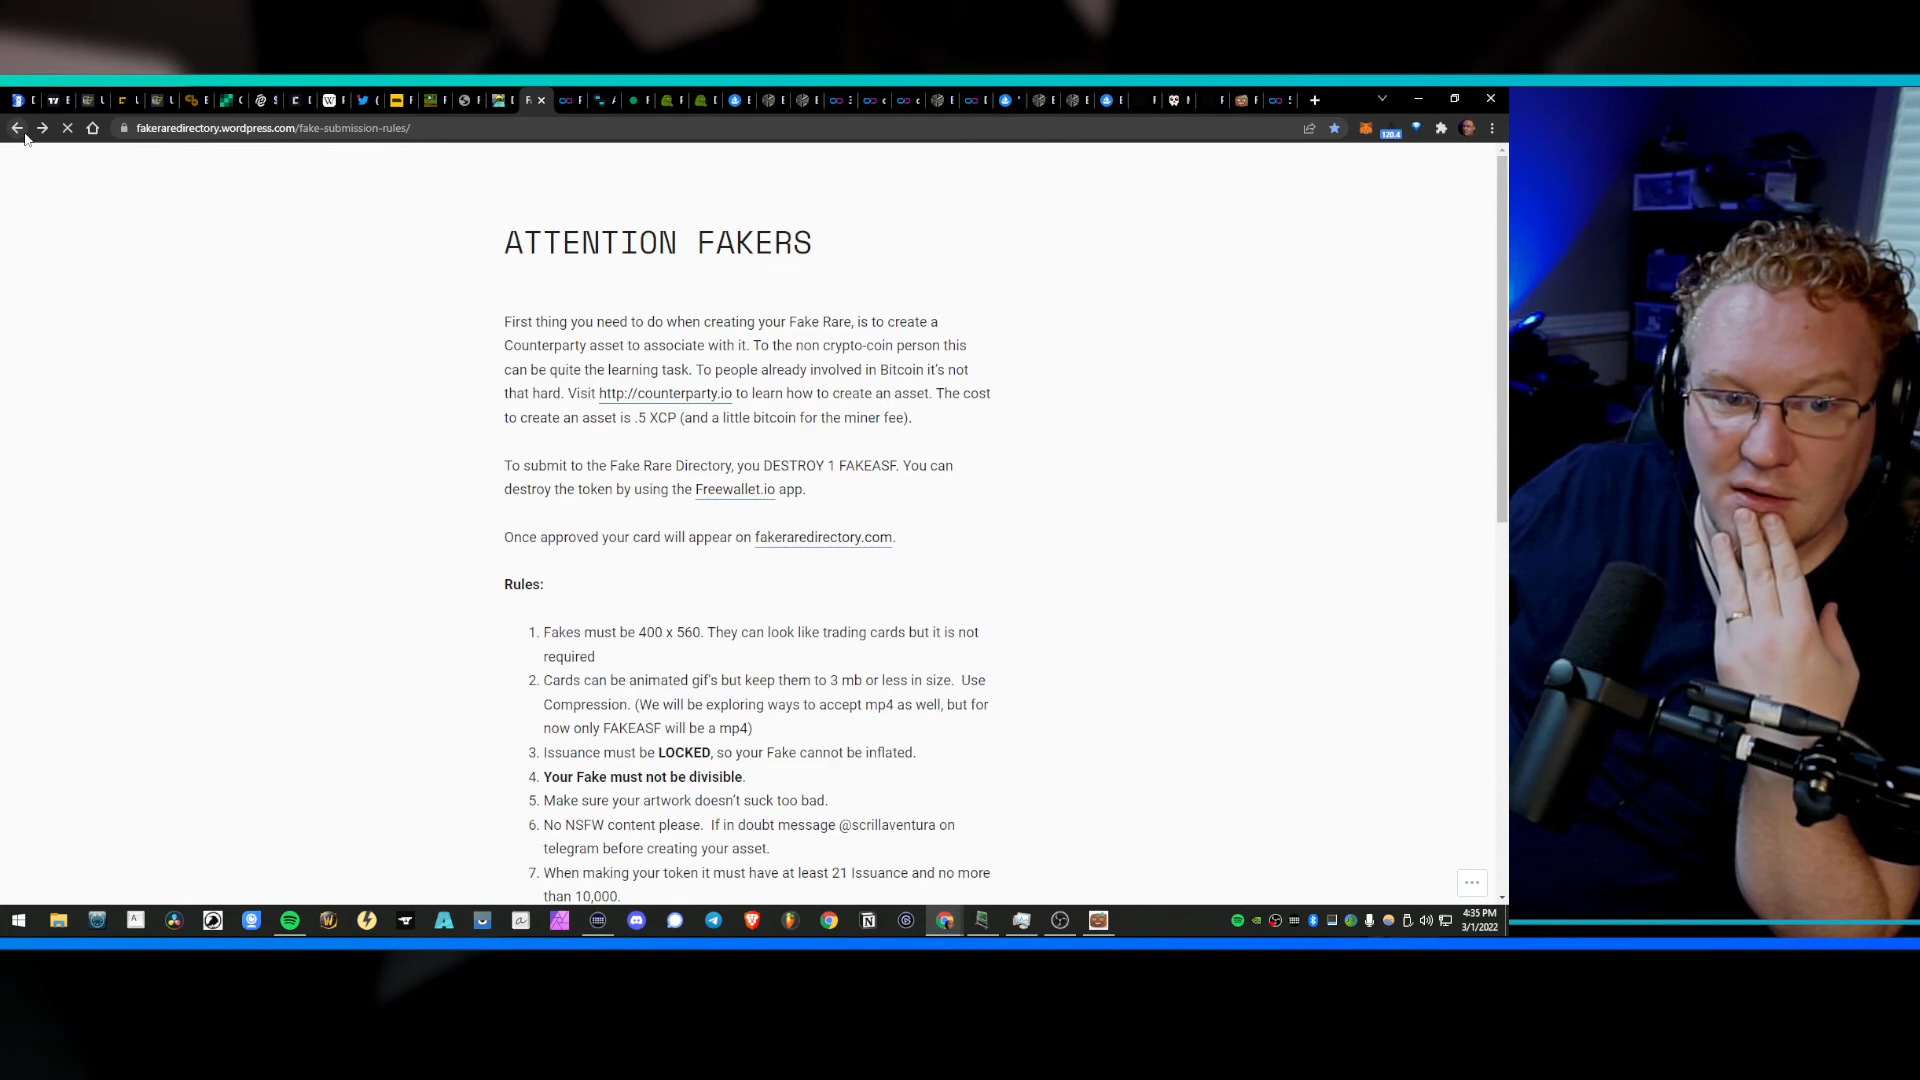 fakeraredirectory.wordpress.com/fake-submission-rules/
120.4
ATTENTION FAKERS
First thing you need to do when creating your Fake Rare, is to create a
Counterparty asset to associate with it. To the non crypto-coin person this
can be quite the learning task. To people already involved in Bitcoin it’s not
that hard. Visit http://counterparty.io to learn how to create an asset. The cost
to create an asset is .5 XCP (and a little bitcoin for the miner fee).
To submit to the Fake Rare Directory, you DESTROY 1 FAKEASF. You can
destroy the token by using the Freewallet.io app.
Once approved your card will appear on fakeraredirectory.com.
Rules:
1. Fakes must be 400 x 560. They can look like trading cards but it is not
required
2. Cards can be animated gif’s but keep them to 3 mb or less in size. Use
Compression. (We will be exploring ways to accept mp4 as well, but for
now only FAKEASF will be a mp4)
3. Issuance must be LOCKED, so your Fake cannot be inflated.
4. Your Fake must not be divisible.
5. Make sure your artwork doesn’t suck too bad.
6. No NSFW content please. If in doubt message @scrillaventura on
telegram before creating your asset.
7. When making your token it must have at least 21 Issuance and no more
than 10,000.
4:35 PM
3/1/2022